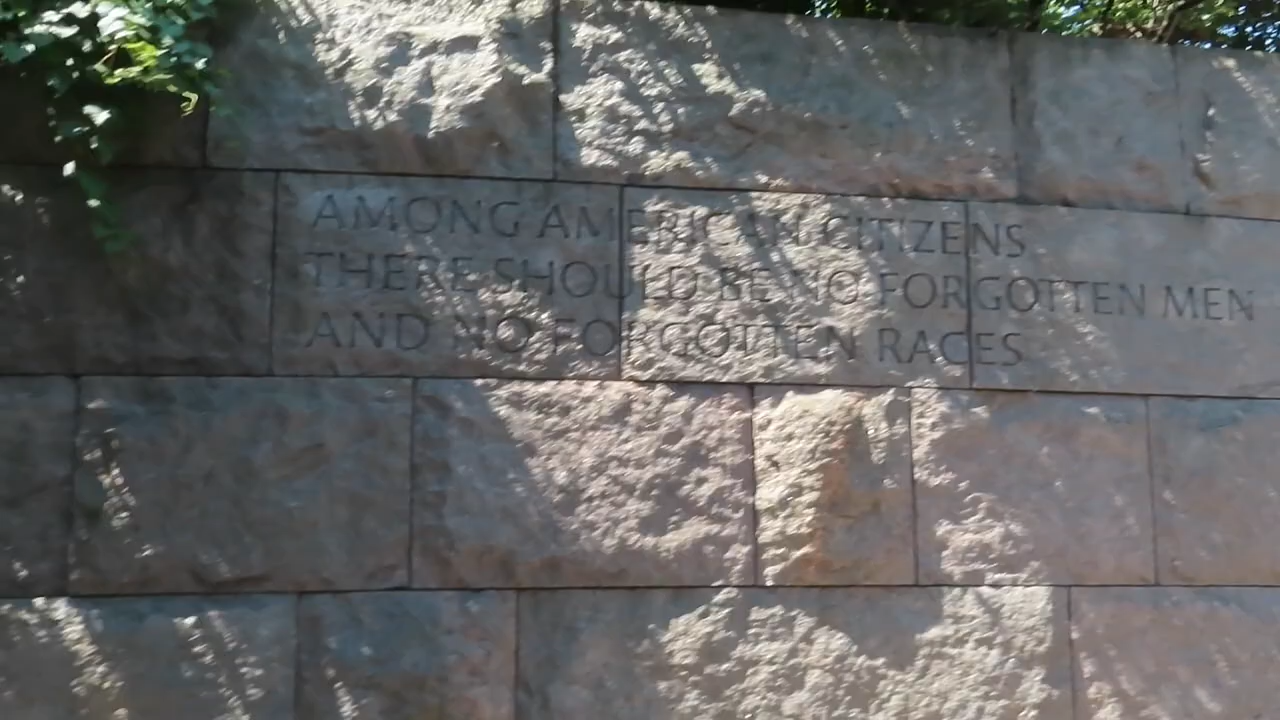 AMONG AMERICAN CITIZENS
THERE SHOULD BE NO FORGOTTEN MEN
AND NO FORGOTTEN RACES